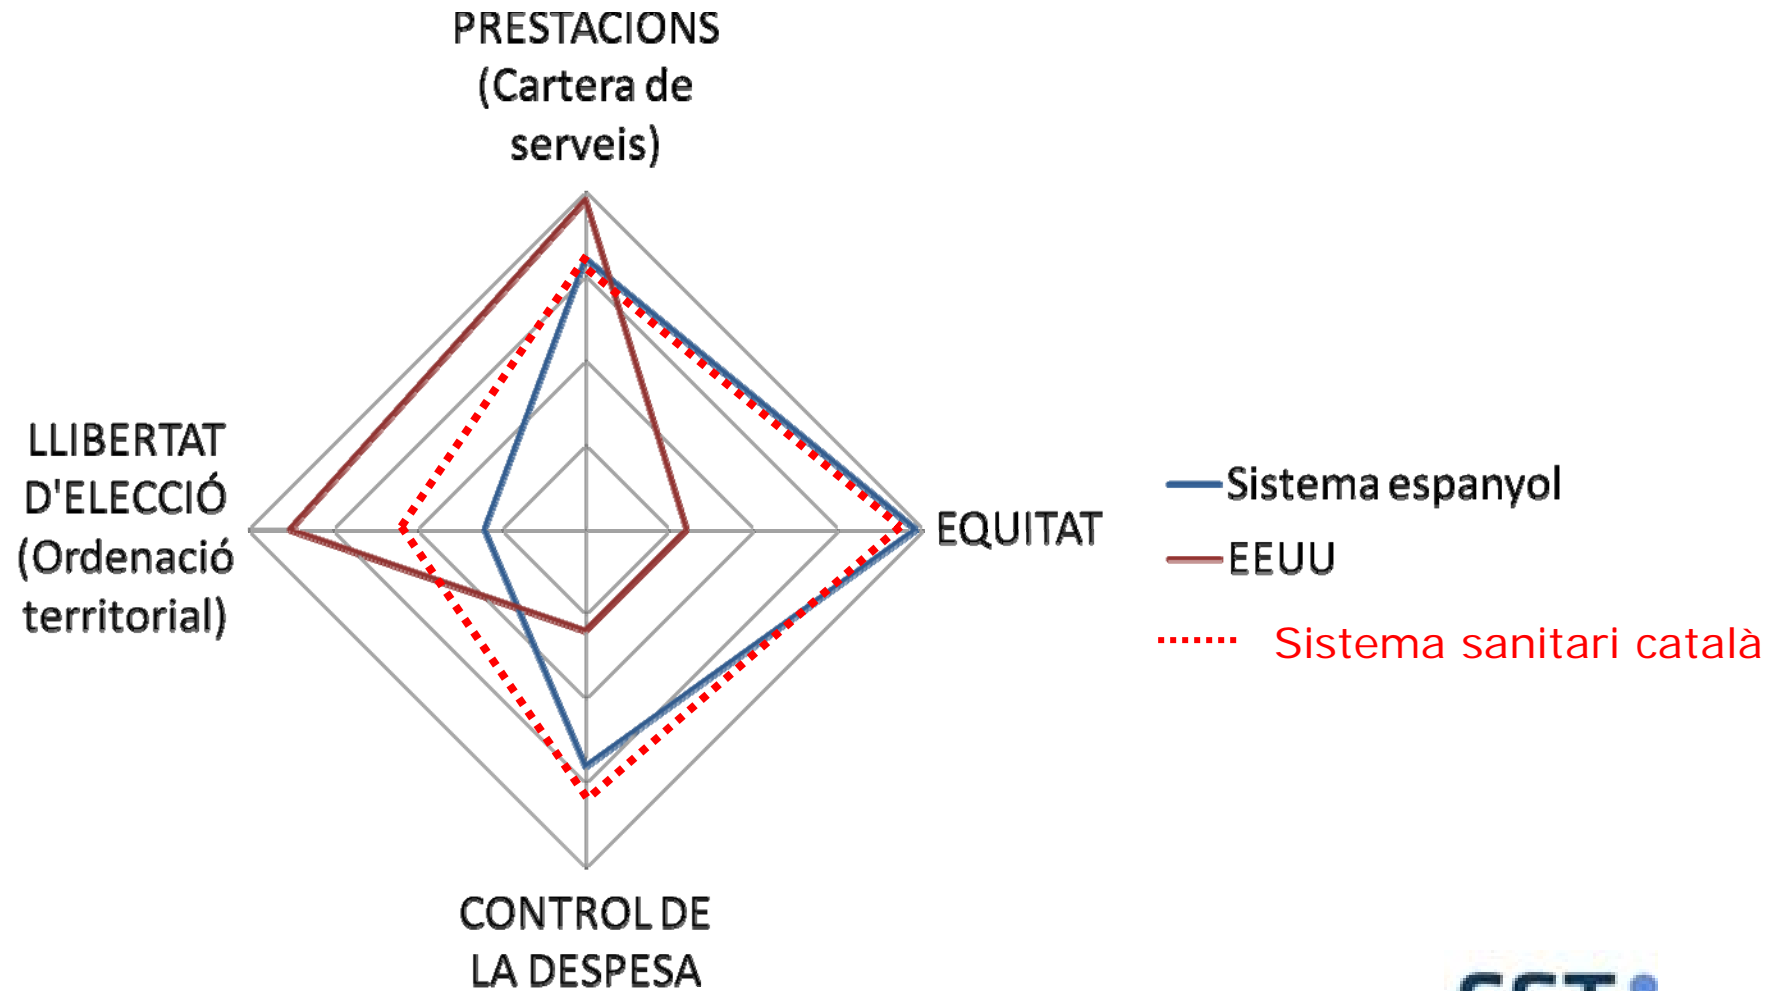 PRESTACIONS
(Cartera de
serveis)
LLIBERTAT
D'ELECCIÓ
(Ordenació
territorial)
EQUITAT
CONTROL DE
LA DESPESA
Sistema espanyol
EEUU
Sistema sanitari català